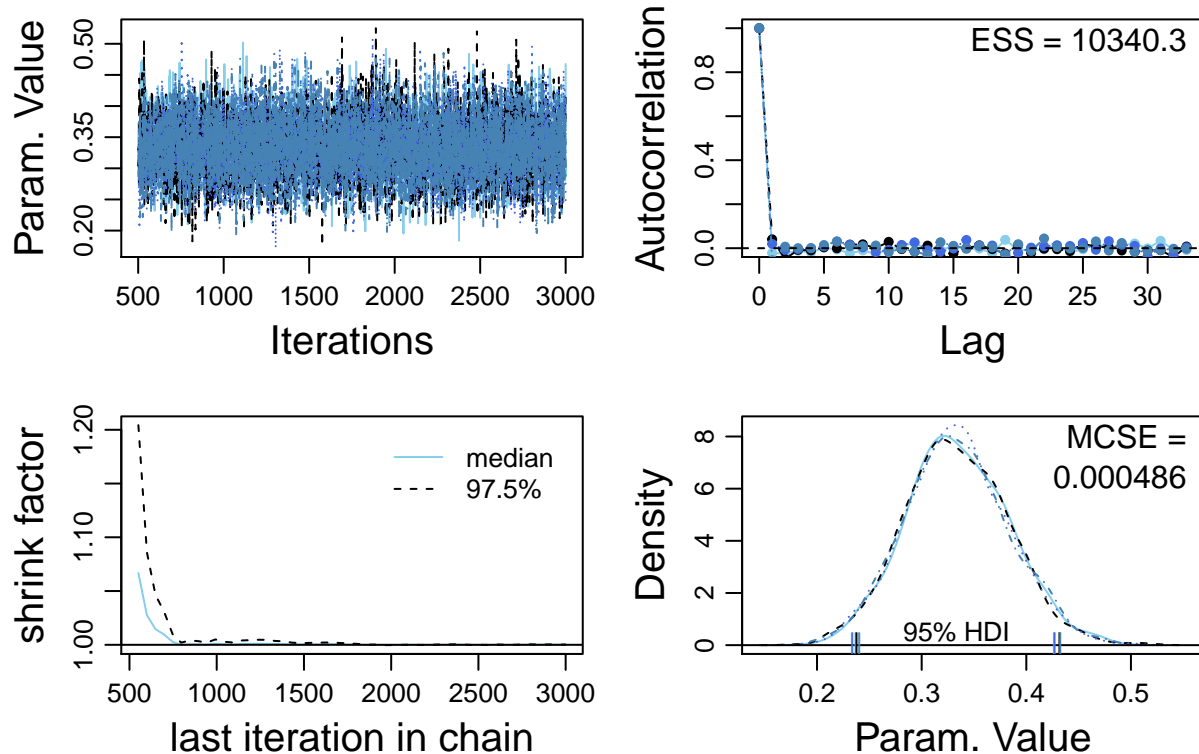 Param. Value
0.20 0.35 0.50
500 1000 1500 2000 2500 3000
Iterations
Autocorrelation
0.0 0.4 0.8
ESS = 10340.3
0 5 10 15 20 25 30
Lag
shrink factor
1.00 1.10 1.20
median
97.5%
500 1000 1500 2000 2500 3000
last iteration in chain
Density
0 2 4 6 8
MCSE =
0.000486
95% HDI
0.2 0.3 0.4 0.5
Param. Value